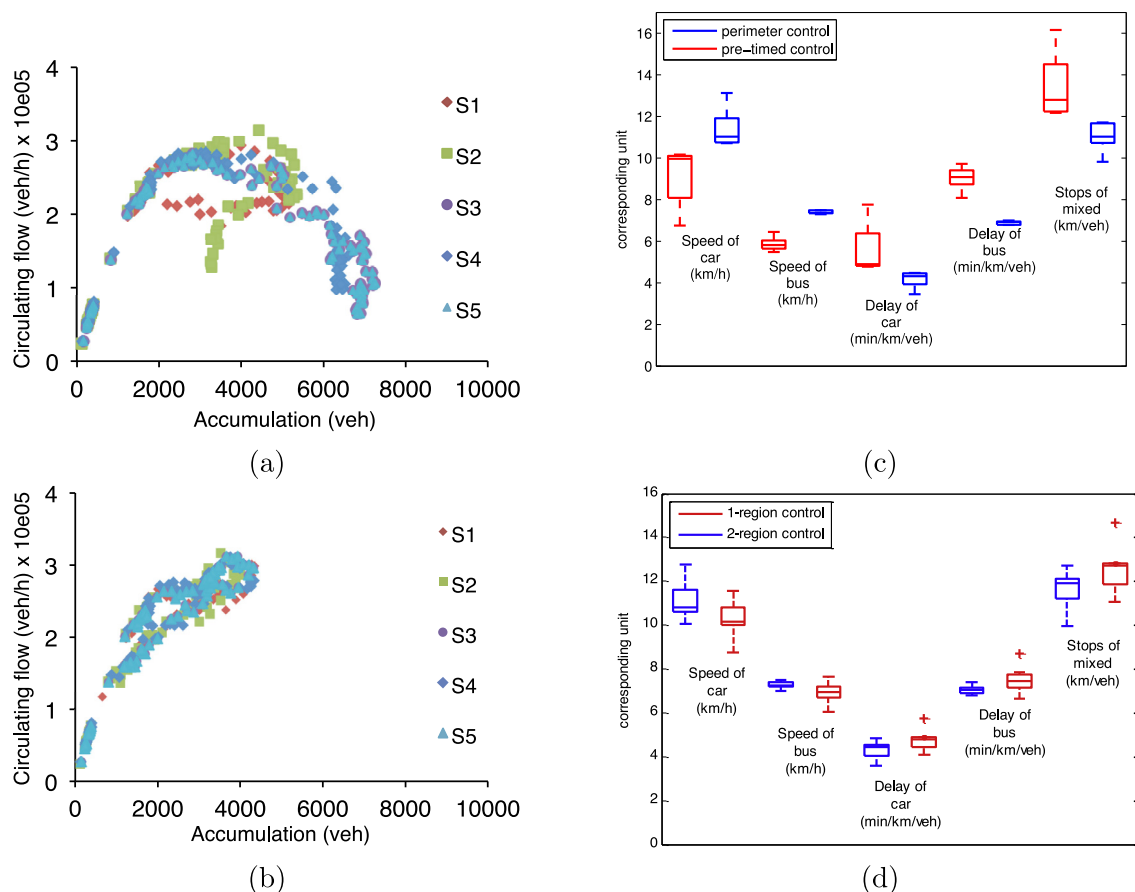 4
3
2
1
0
Circulating flow (veh/h) x 10e05
0 2000 4000 6000 8000 10000
Accumulation (veh)
S1
S2
S3
S4
S5
(a)
16
14
12
10
8
6
4
2
0
corresponding unit
perimeter control
pre-timed control
Speed of
car
(km/h)
Speed of
bus
(km/h)
Delay of
car
(min/km/veh)
Delay of
bus
(min/km/veh)
Stops of
mixed
(km/veh)
(c)
4
3
2
1
0
Circulating flow (veh/h) x 10e05
0 2000 4000 6000 8000 10000
Accumulation (veh)
S1
S2
S3
S4
S5
(b)
16
14
12
10
8
6
4
2
0
corresponding unit
1-region control
2-region control
Speed of
car
(km/h)
Speed of
bus
(km/h)
Delay of
car
(min/km/veh)
Delay of
bus
(min/km/veh)
Stops of
mixed
(km/veh)
(d)